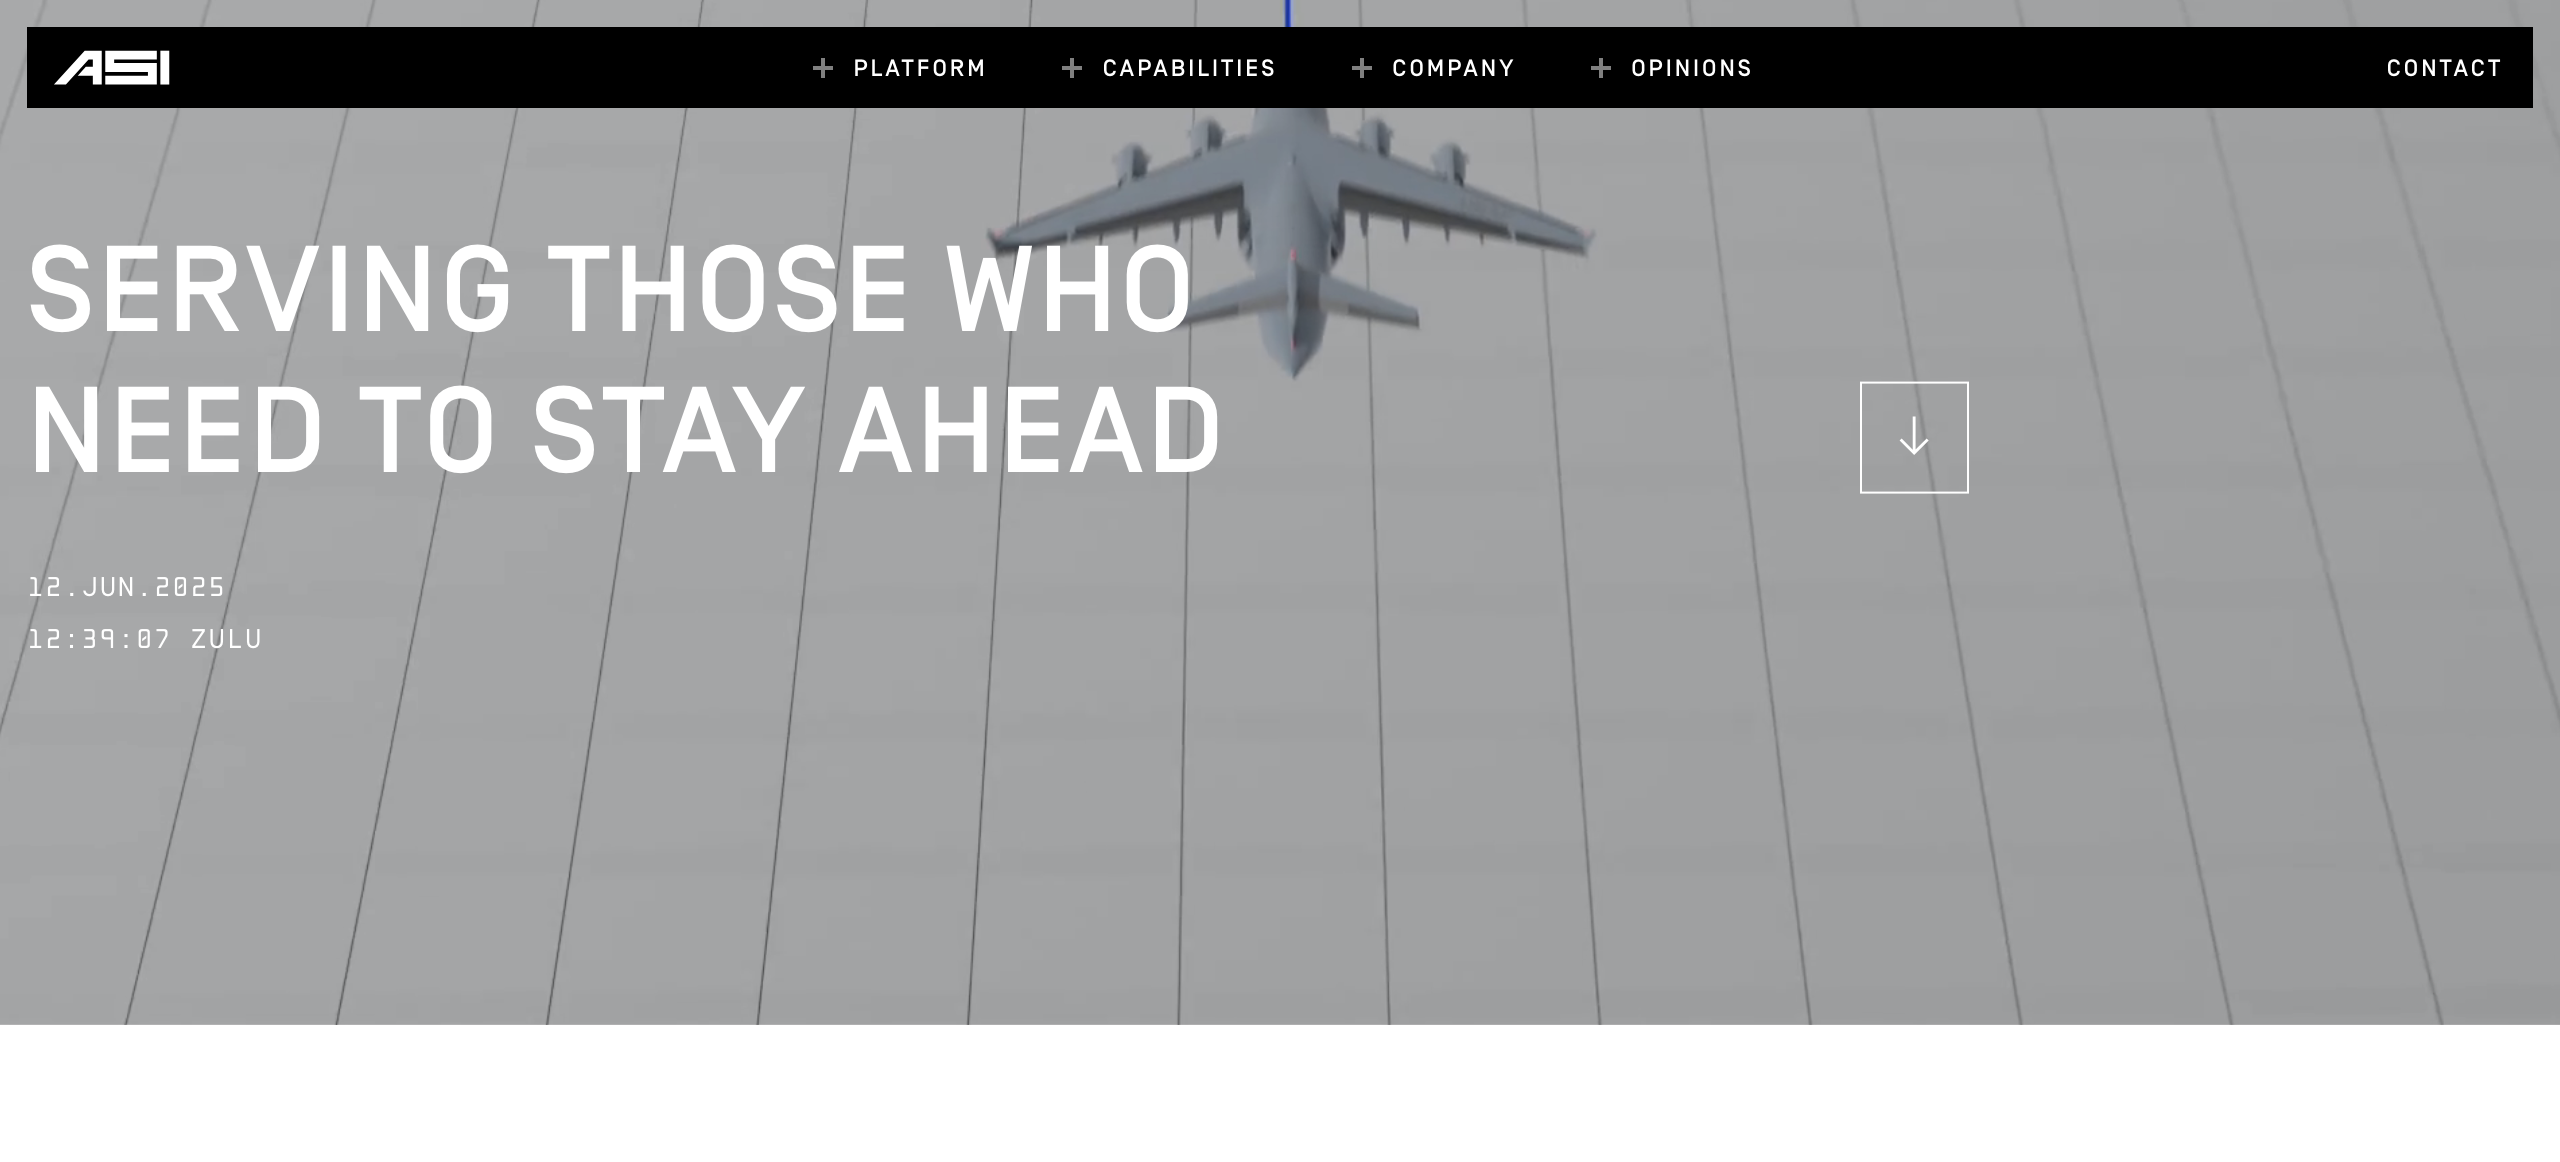 ASI
PLATFORM
CAPABILITIES
COMPANY
OPINIONS
CONTACT
SERVING THOSE WHO
NEED TO STAY AHEAD
12.JUN.2025
12:39:07 ZULU